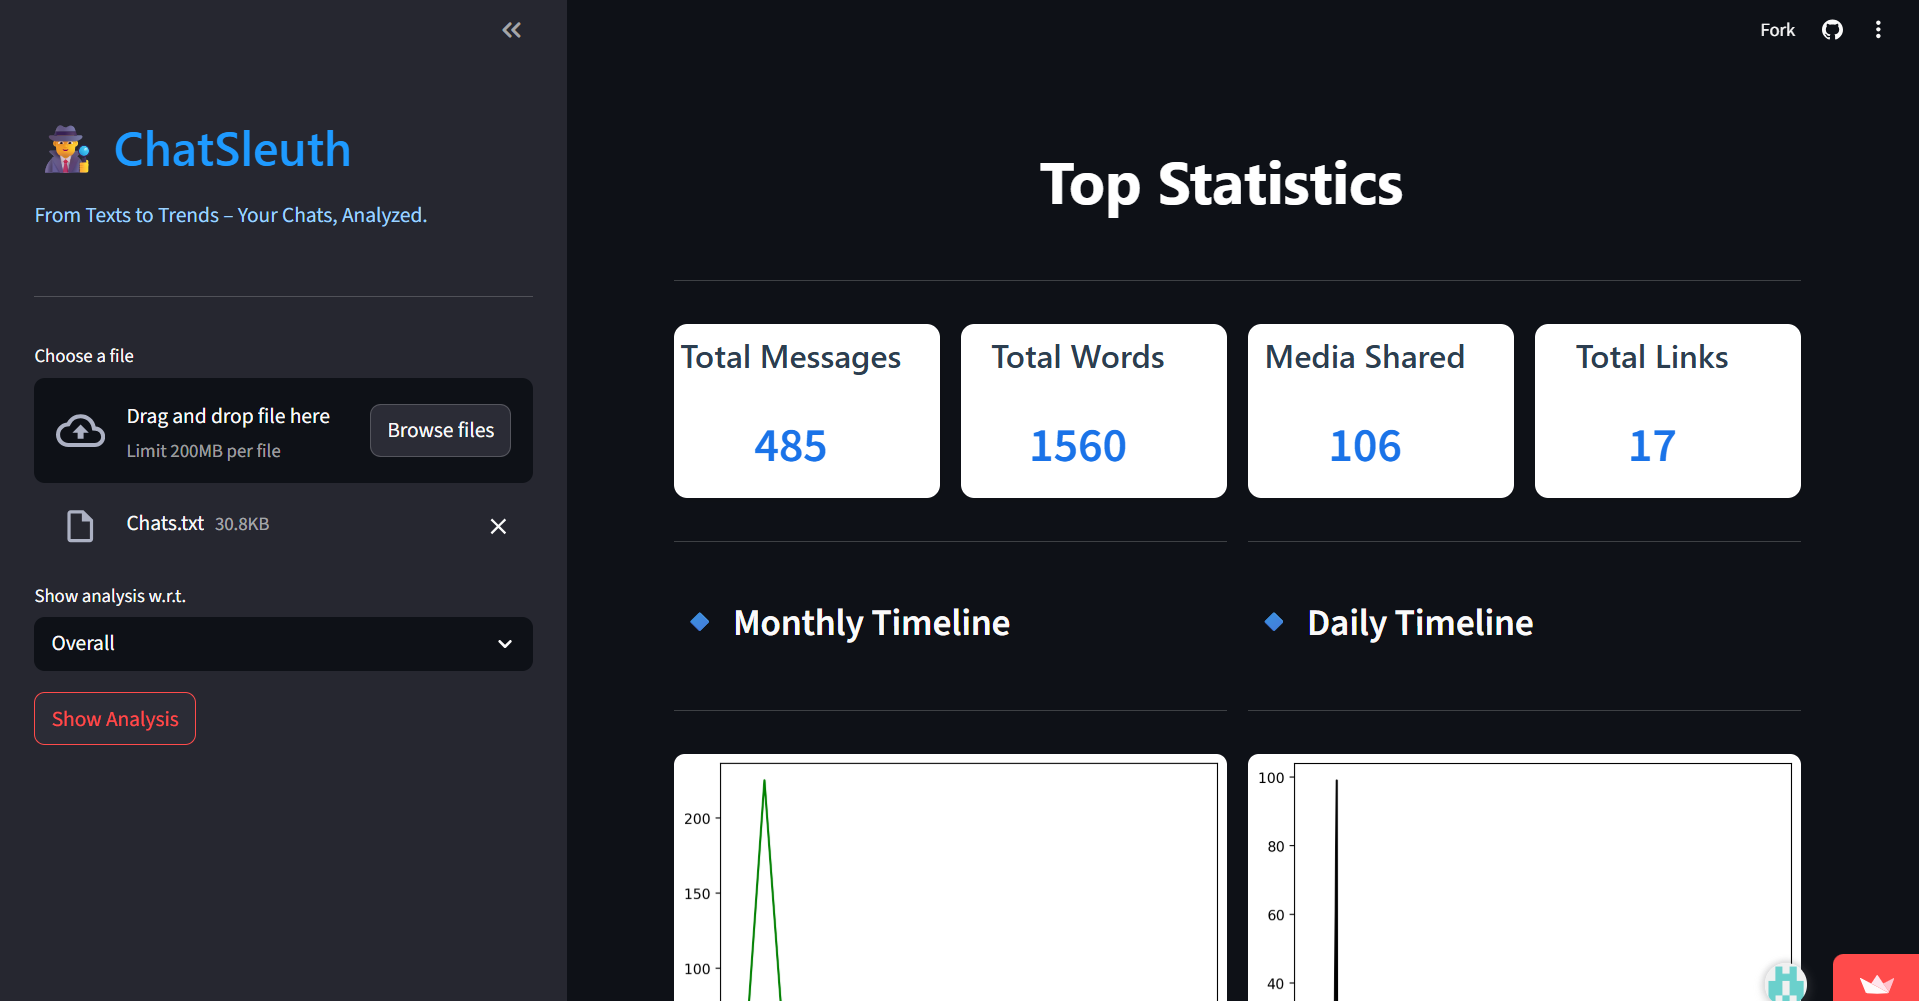 Fork
ChatSleuth
From Texts to Trends – Your Chats, Analyzed.
Choose a file
Drag and drop file here
Limit 200MB per file
Browse files
Chats.txt 30.8KB
Show analysis w.r.t.
Overall
Show Analysis
Top Statistics
Total Messages
485
Total Words
1560
Media Shared
106
Total Links
17
Monthly Timeline
Daily Timeline
200
150
100
100
80
60
40